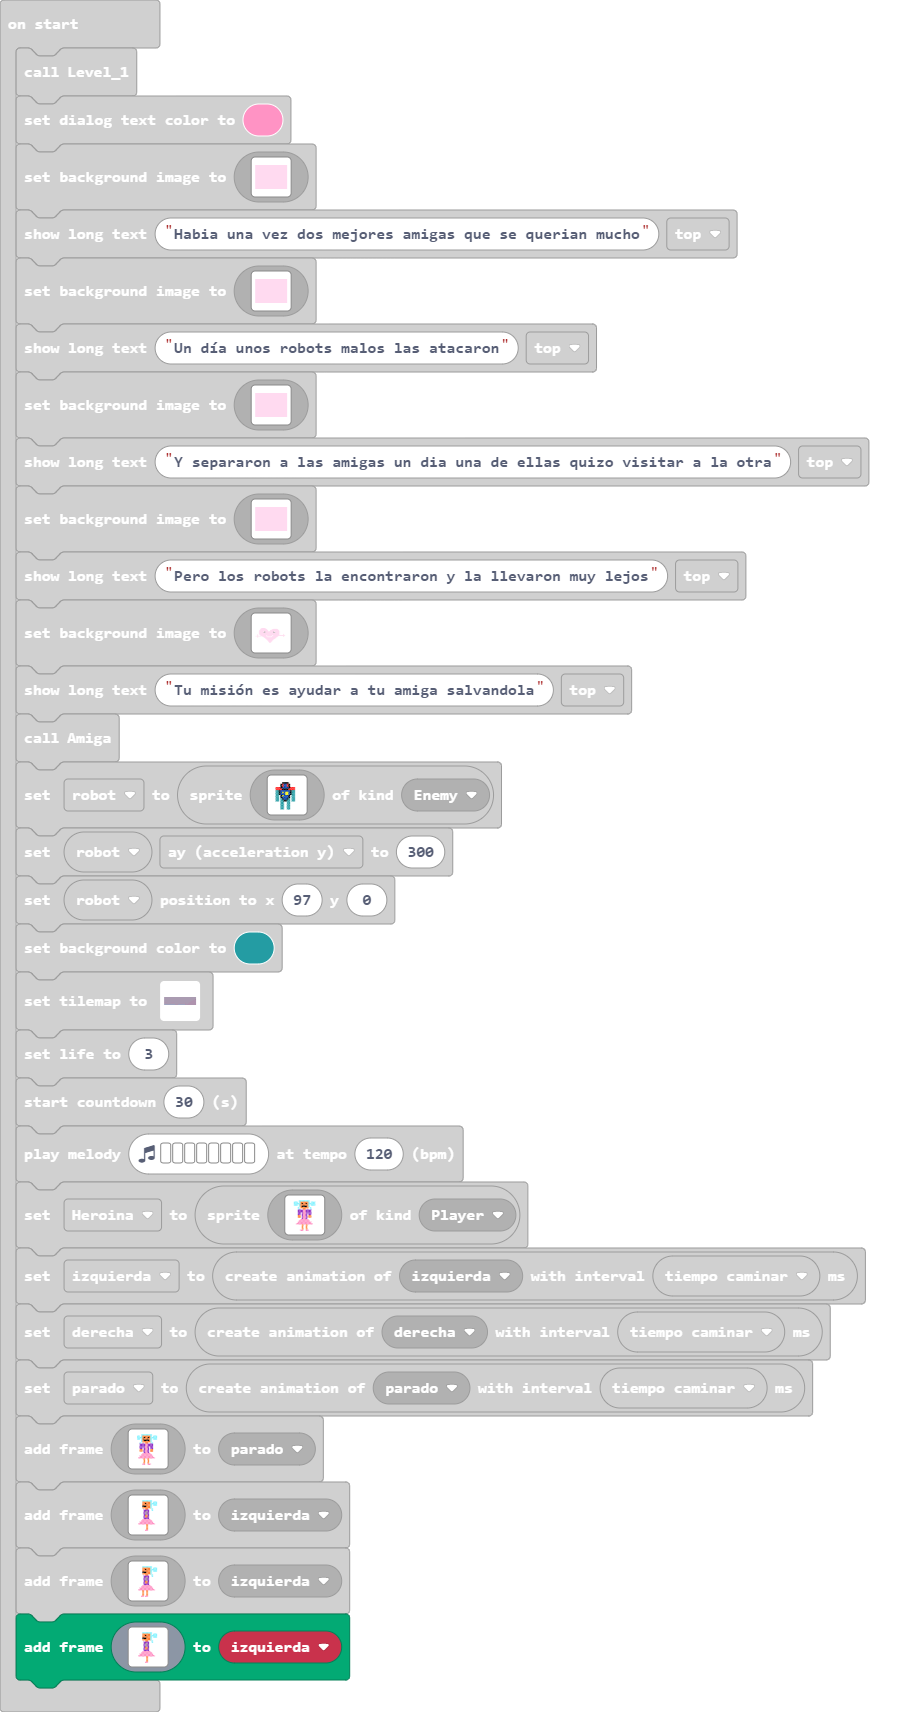 on start
call Level_1
set dialog text color to
set background image to
show long text "Habia una vez dos mejores amigas que se querian mucho" top
set background image to
show long text "Un día unos robots malos las atacaron" top
set background image to
show long text "Y separaron a las amigas un dia una de ellas quizo visitar a la otra" top
set background image to
show long text "Pero los robots la encontraron y la llevaron muy lejos" top
set background image to
show long text "Tu misión es ayudar a tu amiga salvandola" top
call Amiga
set robot to sprite of kind Enemy
set robot ay (acceleration y) to 300
set robot position to x 97 y 0
set background color to
set tilemap to
set life to 3
start countdown 30 (s)
play melody at tempo 120 (bpm)
set Heroina to sprite of kind Player
set izquierda to create animation of izquierda with interval tiempo caminar ms
set derecha to create animation of derecha with interval tiempo caminar ms
set parado to create animation of parado with interval tiempo caminar ms
add frame to parado
add frame to izquierda
add frame to izquierda
add frame to izquierda